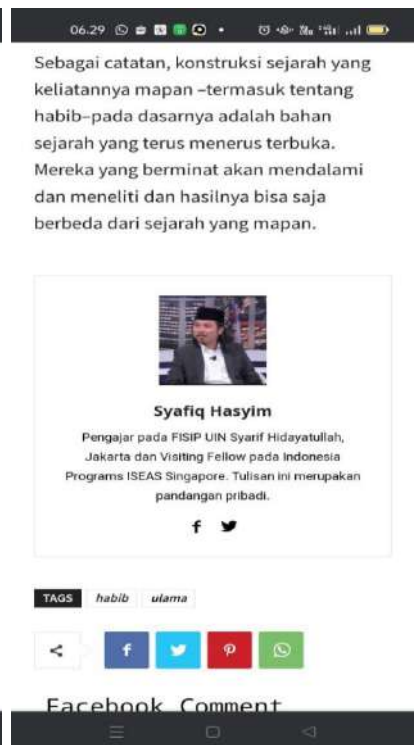 06.29
Sebagai catatan, konstruksi sejarah yang
keliatannya mapan –termasuk tentang
habib–pada dasarnya adalah bahan
sejarah yang terus menerus terbuka.
Mereka yang berminat akan mendalami
dan meneliti dan hasilnya bisa saja
berbeda dari sejarah yang mapan.
Syafiq Hasyim
Pengajar pada FISIP UIN Syarif Hidayatullah,
Jakarta dan Visiting Fellow pada Indonesia
Programs ISEAS Singapore. Tulisan ini merupakan
pandangan pribadi.
TAGS habib ulama
Facebook Comment